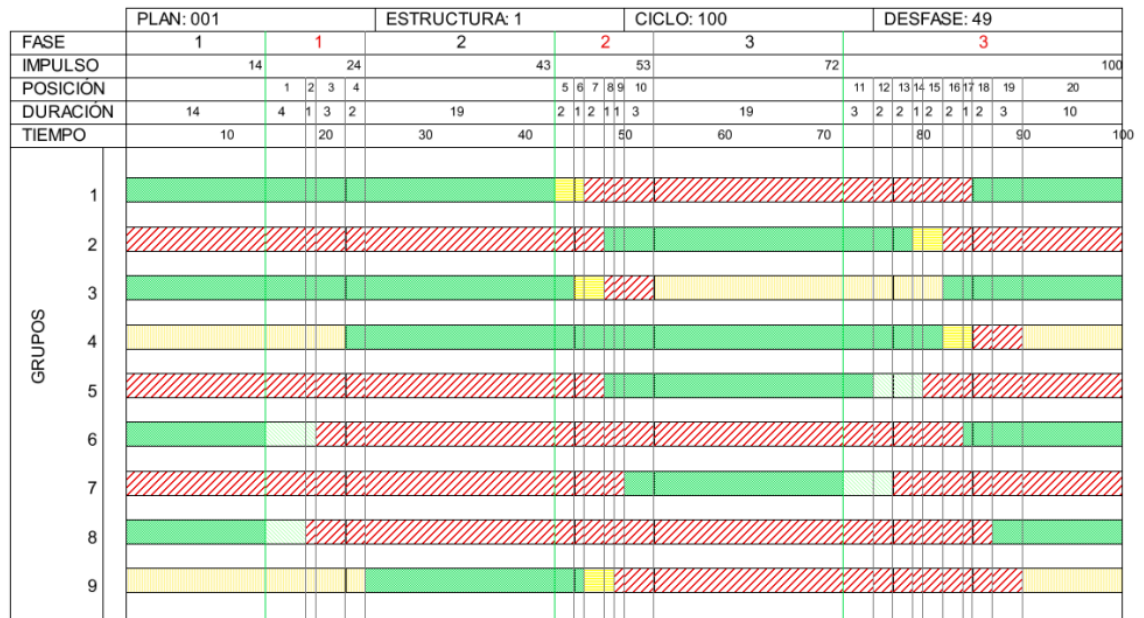 PLAN: 001 ESTRUCTURA: 1 CICLO: 100 DESFASE: 49
FASE 1 1 2 2 3 3
IMPULSO 14 24 43 53 72 100
POSICIÓN 1 2 3 4 5 6 7 8 9 10 11 12 13 14 15 16 17 18 19 20
DURACIÓN 14 4 1 3 2 19 2 1 2 1 1 3 19 3 2 2 1 2 2 1 2 3 10
TIEMPO 10 20 30 40 50 60 70 80 90 100
GRUPOS
1
2
3
4
5
6
7
8
9